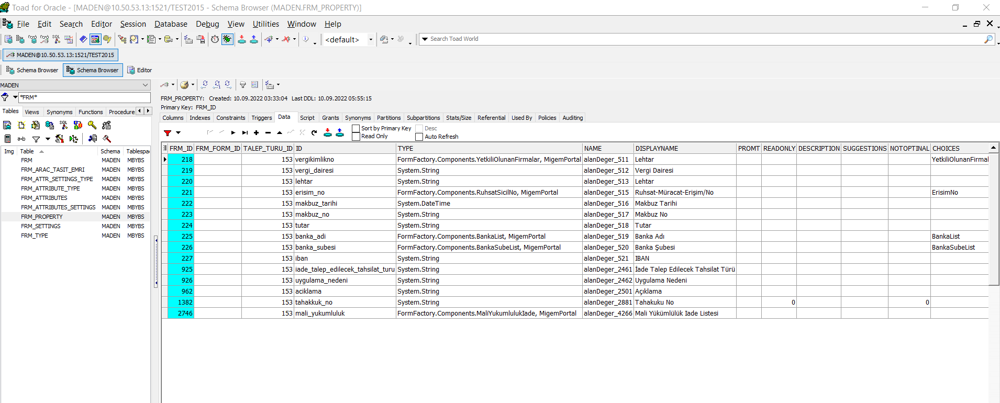 Toad for Oracle - [MADEN@10.50.53.13:1521/TEST2015 - Schema Browser (MADEN.FRM_PROPERTY)]
File Edit Search Editor Session Database Debug View Utilities Window Help
SQL <default> Search Toad World
MADEN@10.50.53.13:1521/TEST2015
Schema Browser Schema Browser Editor
MADEN
*FRM*
FRM_PROPERTY: Created: 10.09.2022 03:33:04 Last DDL: 10.09.2022 05:55:15
Primary Key: FRM_ID
Tables Views Synonyms Functions Procedure
Columns Indexes Constraints Triggers Data Script Grants Synonyms Partitions Subpartitions Stats/Size Referential Used By Policies Auditing
SQL
a=b
Sort by Primary Key Desc
Read Only Auto Refresh
Img Table Schema Tablespa
FRM MADEN MBYBS
FRM_ARAC_TASIT_EMRI MADEN MBYBS
FRM_ATTR_SETTINGS_TYPE MADEN MBYBS
FRM_ATTRIBUTE_TYPE MADEN MBYBS
FRM_ATTRIBUTES MADEN MBYBS
FRM_ATTRIBUTES_SETTINGS MADEN MBYBS
FRM_PROPERTY MADEN MBYBS
FRM_SETTINGS MADEN MBYBS
FRM_TYPE MADEN MBYBS
FRM_ID FRM_FORM_ID TALEP_TURU_ID ID TYPE NAME DISPLAYNAME PROMT READONLY DESCRIPTION SUGGESTIONS NOTOPTINAL CHOICES
218 153 vergikimlikno FormFactory.Components.YetkiliOlunanFirmalar, MigemPortal alanDeger_511 Lehtar YetkiliOlunanFirmal
219 153 vergi_dairesi System.String alanDeger_512 Vergi Dairesi
220 153 lehtar System.String alanDeger_513 Lehtar
221 153 erisim_no FormFactory.Components.RuhsatSicilNo, MigemPortal alanDeger_515 Ruhsat-Müracat-Erişim/No ErisimNo
222 153 makbuz_tarihi System.DateTime alanDeger_516 Makbuz Tarihi
223 153 makbuz_no System.String alanDeger_517 Makbuz No
224 153 tutar System.String alanDeger_518 Tutar
225 153 banka_adi FormFactory.Components.BankaList, MigemPortal alanDeger_519 Banka Adı BankaList
226 153 banka_subesi FormFactory.Components.BankaSubeList, MigemPortal alanDeger_520 Banka Şubesi BankaSubeList
227 153 iban System.String alanDeger_521 IBAN
925 153 iade_talep_edilecek_tahsilat_turu System.String alanDeger_2461 İade Talep Edilecek Tahsilat Türü
926 153 uygulama_nedeni System.String alanDeger_2462 Uygulama Nedeni
962 153 aciklama System.String alanDeger_2501 Açıklama
1382 153 tahakkuk_no System.String alanDeger_2881 Tahakuku No 0 0
2746 153 mali_yukumluluk FormFactory.Components.MaliYukumlulukIade, MigemPortal alanDeger_4266 Mali Yükümlülük Iade Listesi